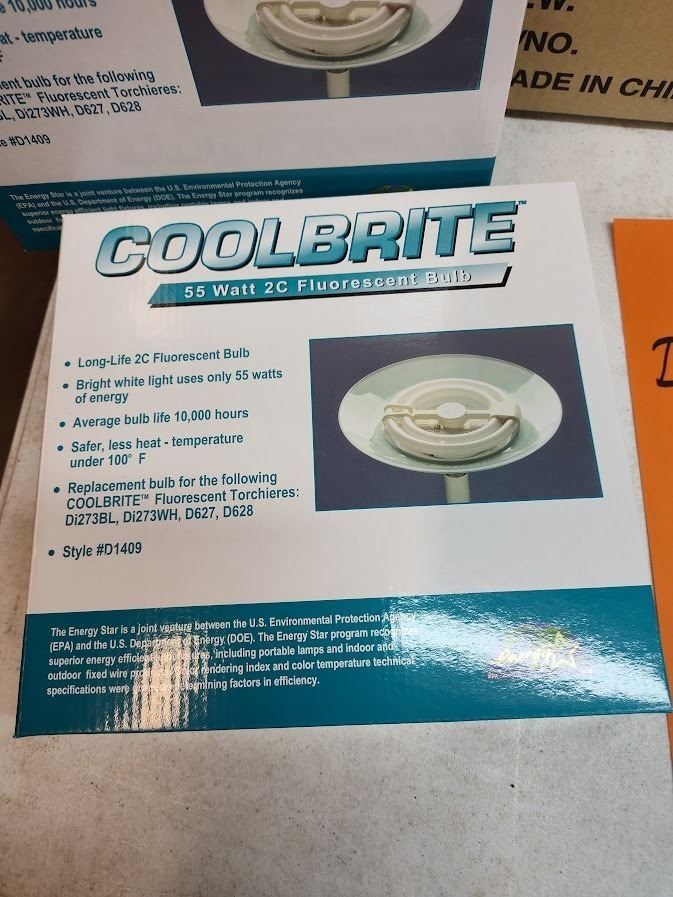 10,000 hours
at - temperature
F
ent bulb for the following
RITE™ Fluorescent Torchieres:
BL, Di273WH, D627, D628
e #D1409
The Energy Star is a joint venture between the U.S. Environmental Protection Agency
(EPA) and the U.S. Department of Energy (DOE). The Energy Star program recognizes
superior
outdoor
specifica
.W.
/NO.
ADE IN CHI
COOLBRITE™
55 Watt 2C Fluorescent Bulb
• Long-Life 2C Fluorescent Bulb
• Bright white light uses only 55 watts
of energy
• Average bulb life 10,000 hours
• Safer, less heat - temperature
under 100° F
• Replacement bulb for the following
COOLBRITE™ Fluorescent Torchieres:
Di273BL, Di273WH, D627, D628
• Style #D1409
The Energy Star is a joint venture between the U.S. Environmental Protection Agency
(EPA) and the U.S. Department of Energy (DOE). The Energy Star program recognizes
superior energy efficient including portable lamps and indoor and
outdoor fixed wire rendering index and color temperature technical
specifications were determining factors in efficiency.
energy